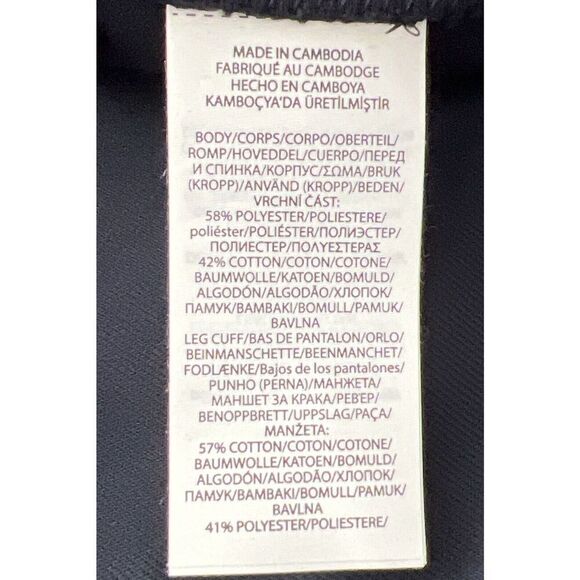 MADE IN CAMBODIA
FABRIQUÉ AU CAMBODGE
HECHO EN CAMBOYA
KAMBOÇYA'DA ÜRETİLMİŞTİR
BODY/CORPS/CORPO/OBERTEIL/
ROMP/HOVEDDEL/CUERPO/ПЕРЕД
И СПИНКА/КОРПУС/ΣΩΜΑ/BRUK
(KROPP)/ANVÄND (KROPP)/BEDEN/
VRCHNÍ ČÁST:
58% POLYESTER/POLIESTERE/
poliéster/POLIÉSTER/ПОЛИЭСТЕР/
ПОЛИЕСТЕР/ΠΟΛΥΕΣΤΕΡΑΣ
42% COTTON/COTON/COTONE/
BAUMWOLLE/KATOEN/BOMULD/
ALGODÓN/ALGODÃO/ХЛОПОК/
ПАМУК/ΒΑΜΒΑΚΙ/BOMULL/PAMUK/
BAVLNA
LEG CUFF/BAS DE PANTALON/ORLO/
BEINMANSCHETTE/BEENMANCHET/
FODLÆNKE/Bajos de los pantalones/
PUNHO (PERNA)/МАНЖЕТА/
МАНШЕТ ЗА КРАКА/ΡΕΒΈΡ/
BENOPPBRETT/UPPSLAG/PAÇA/
MANŽETA:
57% COTTON/COTON/COTONE/
BAUMWOLLE/KATOEN/BOMULD/
ALGODÓN/ALGODÃO/ХЛОПОК/
ПАМУК/ΒΑΜΒΑΚΙ/BOMULL/PAMUK/
BAVLNA
41% POLYESTER/POLIESTERE/